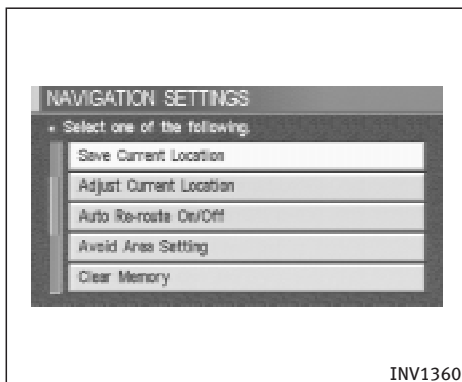 NAVIGATION SETTINGS
• Select one of the following.
Save Current Location
Adjust Current Location
Auto Re-route On/Off
Avoid Area Setting
Clear Memory
INV1360